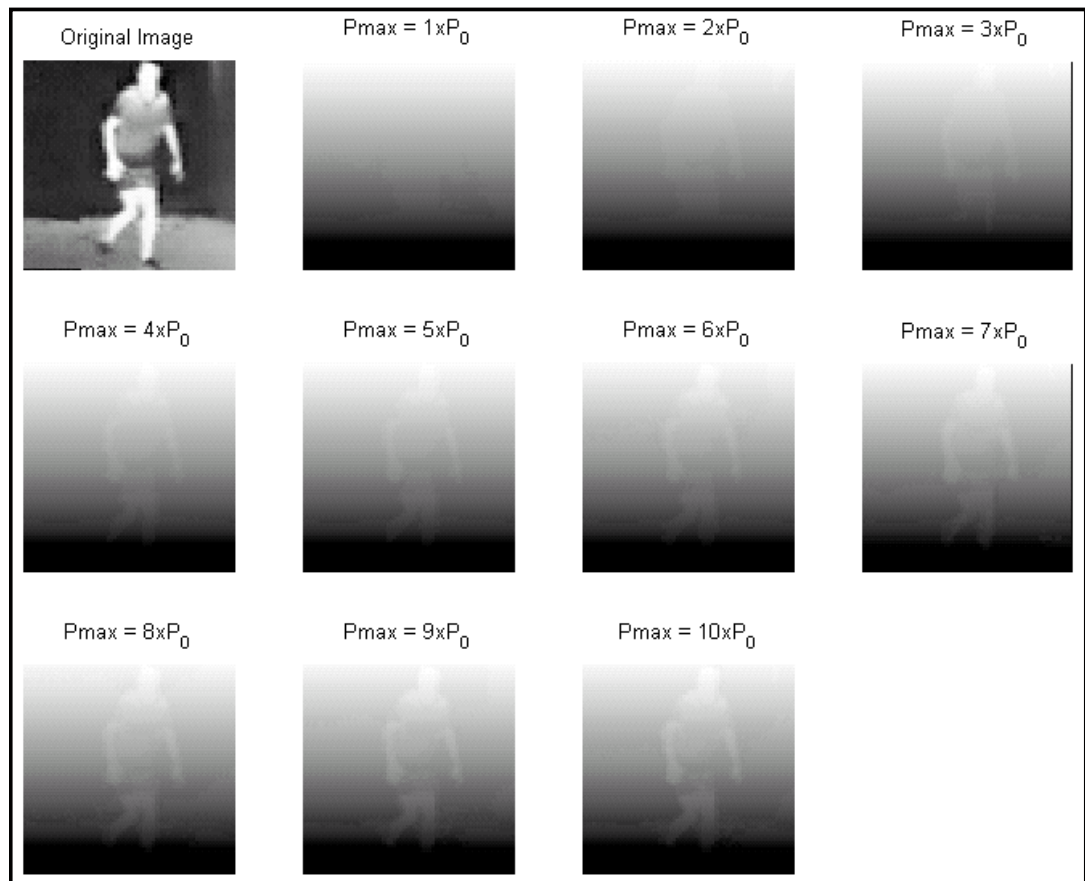 Original Image
Pmax = 1xP0
Pmax = 2xP0
Pmax = 3xP0
Pmax = 4xP0
Pmax = 5xP0
Pmax = 6xP0
Pmax = 7xP0
Pmax = 8xP0
Pmax = 9xP0
Pmax = 10xP0